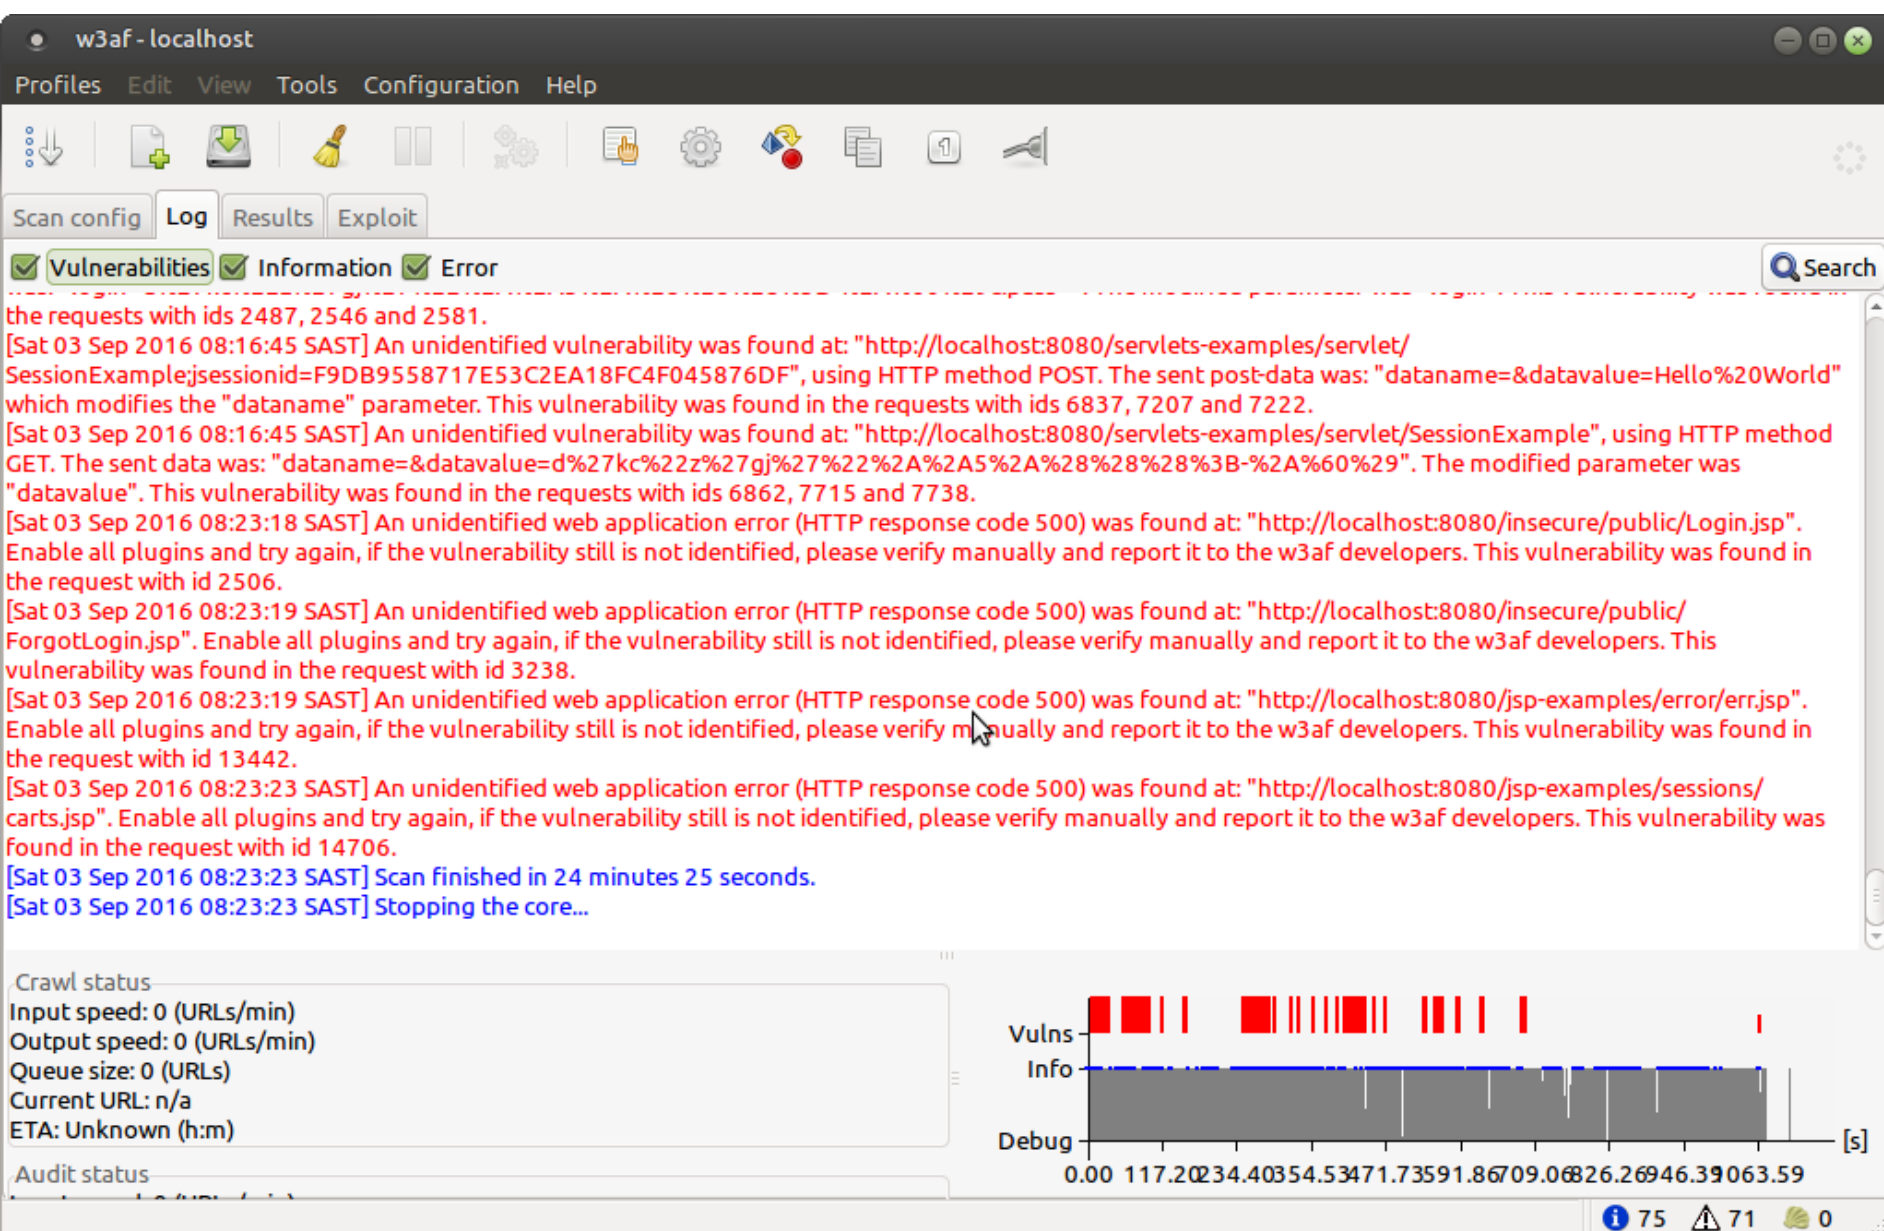 w3af - localhost
Profiles Edit View Tools Configuration Help
Scan config Log Results Exploit
Vulnerabilities Information Error Search
the requests with ids 2487, 2546 and 2581.
[Sat 03 Sep 2016 08:16:45 SAST] An unidentified vulnerability was found at: "http://localhost:8080/servlets-examples/servlet/
SessionExample;jsessionid=F9DB9558717E53C2EA18FC4F045876DF", using HTTP method POST. The sent post-data was: "dataname=&datavalue=Hello%20World"
which modifies the "dataname" parameter. This vulnerability was found in the requests with ids 6837, 7207 and 7222.
[Sat 03 Sep 2016 08:16:45 SAST] An unidentified vulnerability was found at: "http://localhost:8080/servlets-examples/servlet/SessionExample", using HTTP method
GET. The sent data was: "dataname=&datavalue=d%27kc%22z%27gj%27%22%2A%2A5%2A%28%28%28%3B-%2A%60%29". The modified parameter was
"datavalue". This vulnerability was found in the requests with ids 6862, 7715 and 7738.
[Sat 03 Sep 2016 08:23:18 SAST] An unidentified web application error (HTTP response code 500) was found at: "http://localhost:8080/insecure/public/Login.jsp".
Enable all plugins and try again, if the vulnerability still is not identified, please verify manually and report it to the w3af developers. This vulnerability was found in
the request with id 2506.
[Sat 03 Sep 2016 08:23:19 SAST] An unidentified web application error (HTTP response code 500) was found at: "http://localhost:8080/insecure/public/
ForgotLogin.jsp". Enable all plugins and try again, if the vulnerability still is not identified, please verify manually and report it to the w3af developers. This
vulnerability was found in the request with id 3238.
[Sat 03 Sep 2016 08:23:19 SAST] An unidentified web application error (HTTP response code 500) was found at: "http://localhost:8080/jsp-examples/error/err.jsp".
Enable all plugins and try again, if the vulnerability still is not identified, please verify manually and report it to the w3af developers. This vulnerability was found in
the request with id 13442.
[Sat 03 Sep 2016 08:23:23 SAST] An unidentified web application error (HTTP response code 500) was found at: "http://localhost:8080/jsp-examples/sessions/
carts.jsp". Enable all plugins and try again, if the vulnerability still is not identified, please verify manually and report it to the w3af developers. This vulnerability was
found in the request with id 14706.
[Sat 03 Sep 2016 08:23:23 SAST] Scan finished in 24 minutes 25 seconds.
[Sat 03 Sep 2016 08:23:23 SAST] Stopping the core...
Crawl status
Input speed: 0 (URLs/min)
Output speed: 0 (URLs/min)
Queue size: 0 (URLs)
Current URL: n/a
ETA: Unknown (h:m)
Audit status
Vulns
Info
Debug
[s]
0.00 117.20 234.40 354.53 471.73 591.86 709.06 826.26 946.39 1063.59
75 71 0